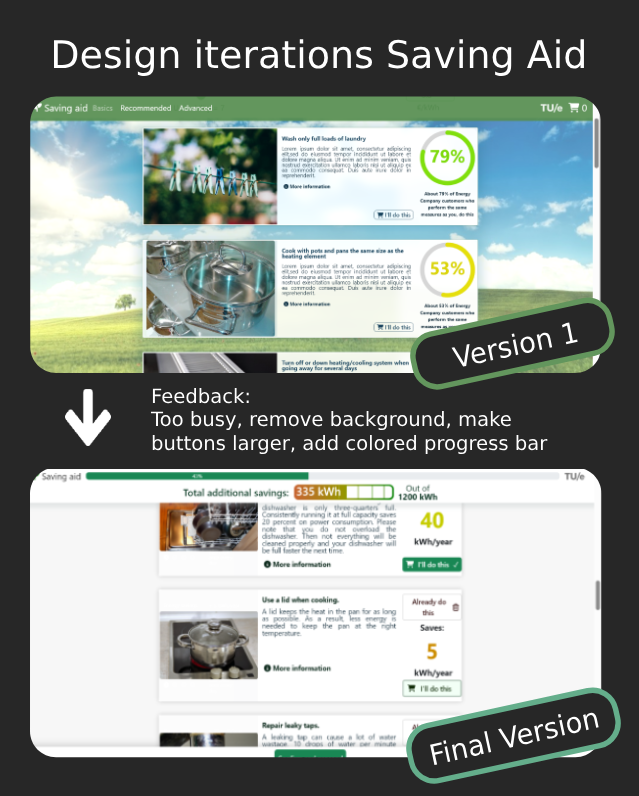 Design iterations Saving Aid
Saving aid Basics Recommended Advanced TU/e 0
Wash only full loads of laundry
Lorem ipsum dolor sit amet, consectetur adipiscing
elit,sed do eiusmod tempor incididunt ut labore et
dolore magna aliqua. Ut enim ad minim veniam, quis
nostrud exercitation ullamco laboris nisi ut aliquip ex
ea commodo consequat. Duis aute irure dolor in
reprehenderit.
More information
I'll do this
79%
About 79% of Energy
Company customers who
perform the same
measures as you, do this
Cook with pots and pans the same size as the
heating element
Lorem ipsum dolor sit amet, consectetur adipiscing
elit,sed do eiusmod tempor incididunt ut labore et
dolore magna aliqua. Ut enim ad minim veniam, quis
nostrud exercitation ullamco laboris nisi ut aliquip ex
ea commodo consequat. Duis aute irure dolor in
reprehenderit.
More information
I'll do this
53%
About 53% of Energy
Company customers who
perform the same
Turn off or down heating/cooling system when
going away for several days
Version 1
Feedback:
Too busy, remove background, make
buttons larger, add colored progress bar
Saving aid TU/e
Total additional savings: 335 kWh Out of
1200 kWh
dishwasher is only three-quarters full.
Consistently running it at full capacity saves
20 percent on power consumption. Please
note that you do not overload the
dishwasher. Then not everything will be
cleaned properly and your dishwasher will
be full faster the next time.
More information
40
kWh/year
I'll do this ✓
Use a lid when cooking.
A lid keeps the heat in the pan for as long
as possible. As a result, less energy is
needed to keep the pan at the right
temperature.
More information
Already do
this
Saves:
5
kWh/year
I'll do this
Repair leaky taps.
A leaking tap can cause a lot of water
wastage. 10 drops of water per minute
Final Version